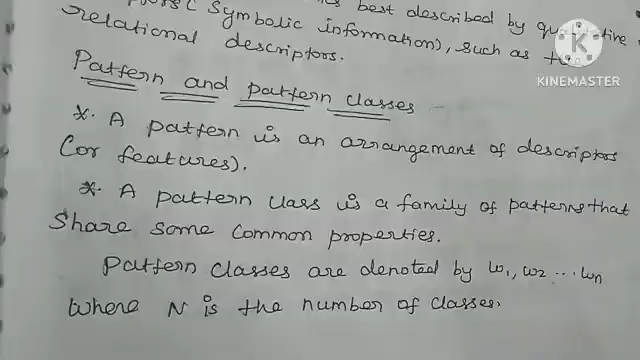 (Symbolic information), such as
best described by
relational descriptors.
KINEMASTER
Pattern and pattern classes
*. A pattern is an arrangement of descriptors
(or features).
*. A pattern class is a family of patterns that
Share some common properties.
Pattern classes are denoted by ω1, ω2 ... ωn
Where N is the number of classes.